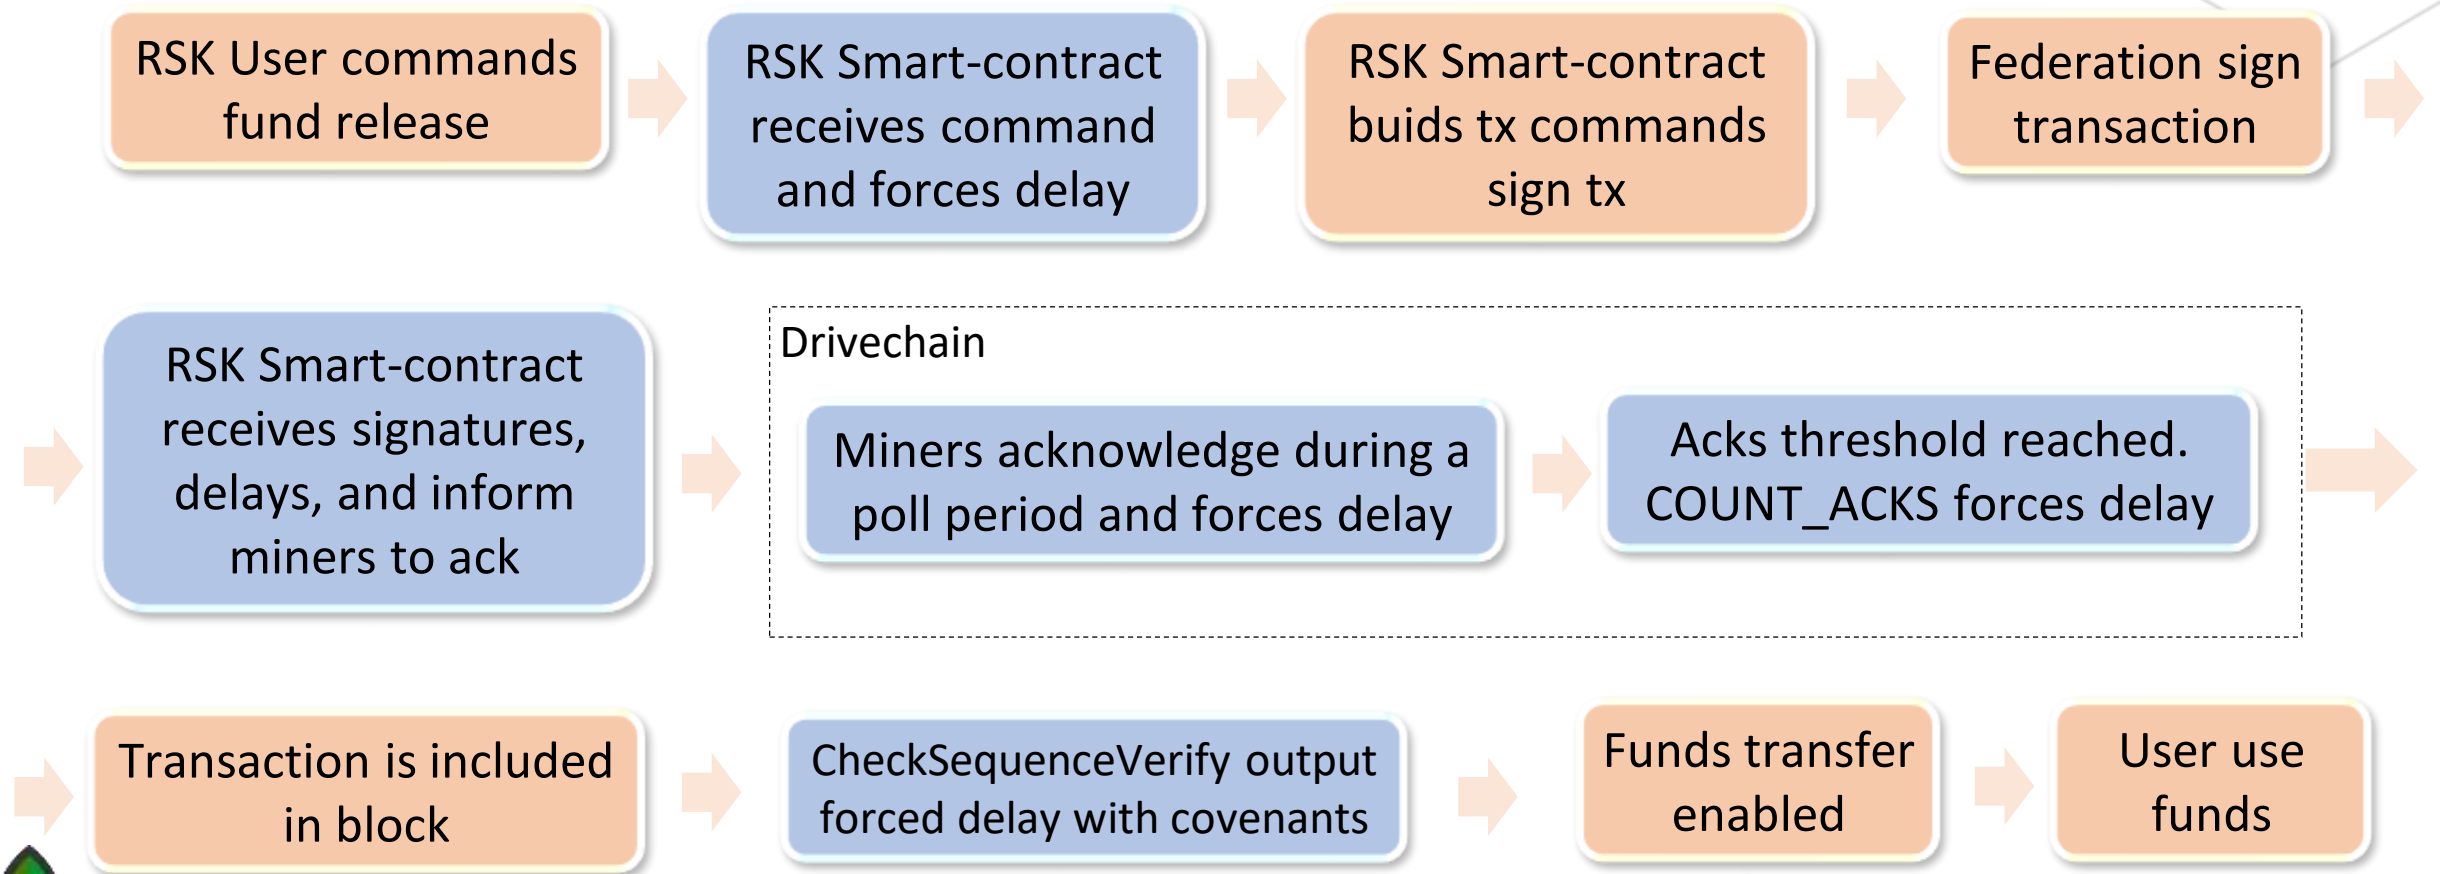 RSK User commands
fund release
RSK Smart-contract
receives command
and forces delay
RSK Smart-contract
buids tx commands
sign tx
Federation sign
transaction
RSK Smart-contract
receives signatures,
delays, and inform
miners to ack
Drivechain
Miners acknowledge during a
poll period and forces delay
Acks threshold reached.
COUNT_ACKS forces delay
Transaction is included
in block
CheckSequenceVerify output
forced delay with covenants
Funds transfer
enabled
User use
funds